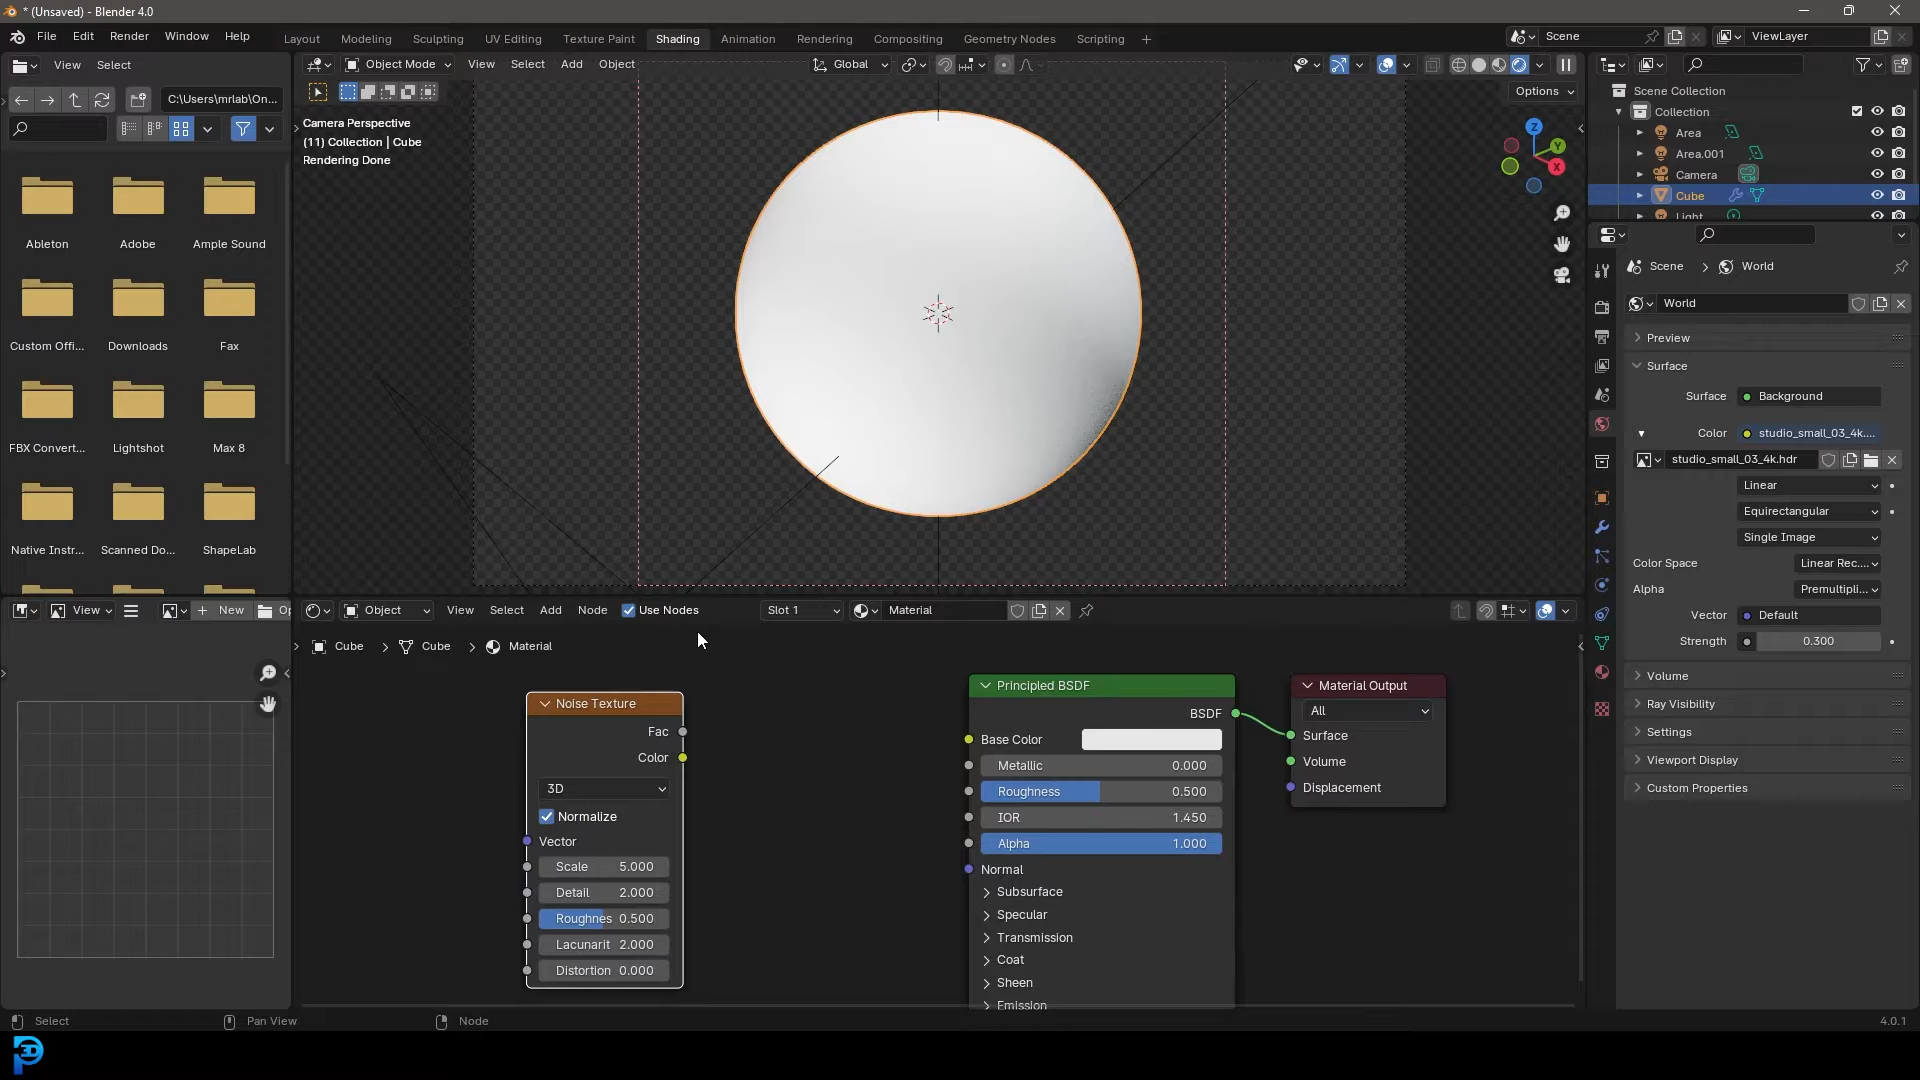 * (Unsaved) - Blender 4.0
File Edit Render Window Help
Layout Modeling Sculpting UV Editing Texture Paint Shading Animation Rendering Compositing Geometry Nodes Scripting +
Scene
ViewLayer
View Select
C:\Users\mrlab\On...
Ableton Adobe Ample Sound
Custom Offi... Downloads Fax
FBX Convert... Lightshot Max 8
Native Instr... Scanned Do... ShapeLab
Object Mode View Select Add Object
Global
Options
Camera Perspective
(11) Collection | Cube
Rendering Done
Z
Y
X
Scene Collection
Collection
Area
Area.001
Camera
Cube
Light
Scene > World
World
Preview
Surface
Surface Background
Color studio_small_03_4k....
studio_small_03_4k.hdr
Linear
Equirectangular
Single Image
Color Space Linear Rec....
Alpha Premultipli...
Vector Default
Strength 0.300
Volume
Ray Visibility
Settings
Viewport Display
Custom Properties
View
+ New
Op
Object View Select Add Node Use Nodes
Slot 1
Material
Cube > Cube > Material
Noise Texture
Fac
Color
3D
Normalize
Vector
Scale 5.000
Detail 2.000
Roughnes 0.500
Lacunarit 2.000
Distortion 0.000
Principled BSDF
BSDF
Base Color
Metallic 0.000
Roughness 0.500
IOR 1.450
Alpha 1.000
Normal
Subsurface
Specular
Transmission
Coat
Sheen
Emission
Material Output
All
Surface
Volume
Displacement
Select
Pan View
Node
4.0.1